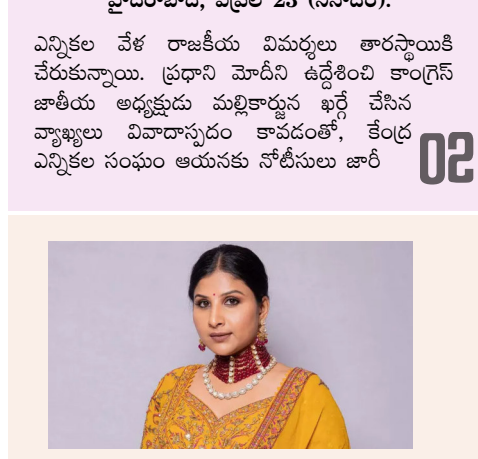 ఎన్నికల వేళ రాజకీయ విమర్శలు తారస్థాయికి
చేరుకున్నాయి. ప్రధాని మోదీని ఉద్దేశించి కాంగ్రెస్
జాతీయ అధ్యక్షుడు మల్లికార్జున ఖర్గే చేసిన
వ్యాఖ్యలు వివాదాస్పదం కావడంతో, కేంద్ర
ఎన్నికల సంఘం ఆయనకు నోటీసులు జారీ
02